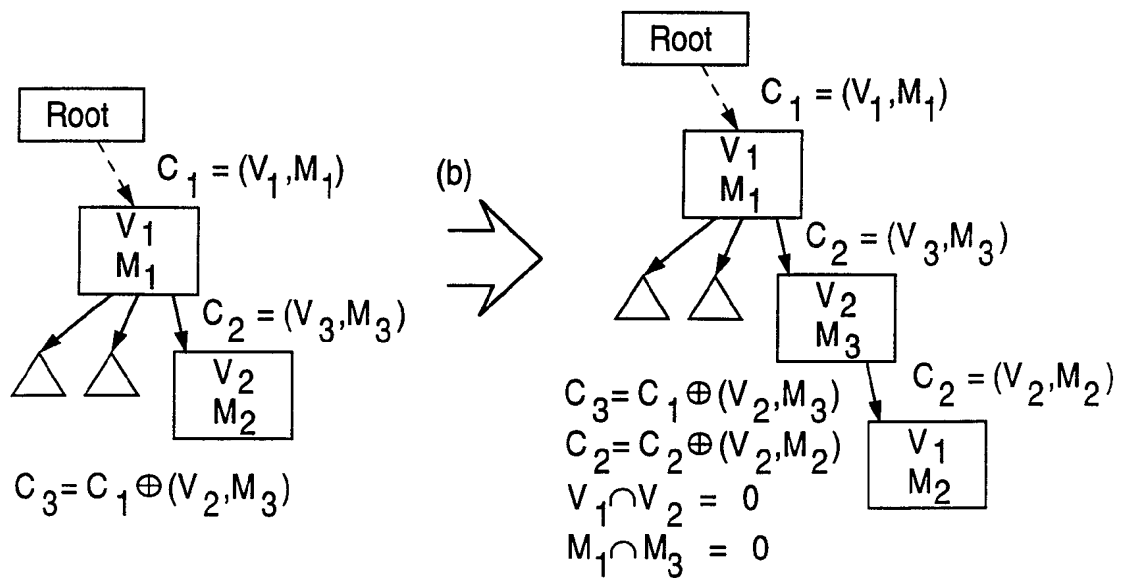 Root
C1 = (V1,M1)
V1
M1
C2 = (V3,M3)
V2
M2
C3= C1⊕(V2,M3)
(b)
Root
C1 = (V1,M1)
V1
M1
C2 = (V3,M3)
V2
M3
C2 = (V2,M2)
V1
M2
C3= C1⊕(V2,M3)
C2= C2⊕(V2,M2)
V1∩V2 = 0
M1∩M3 = 0